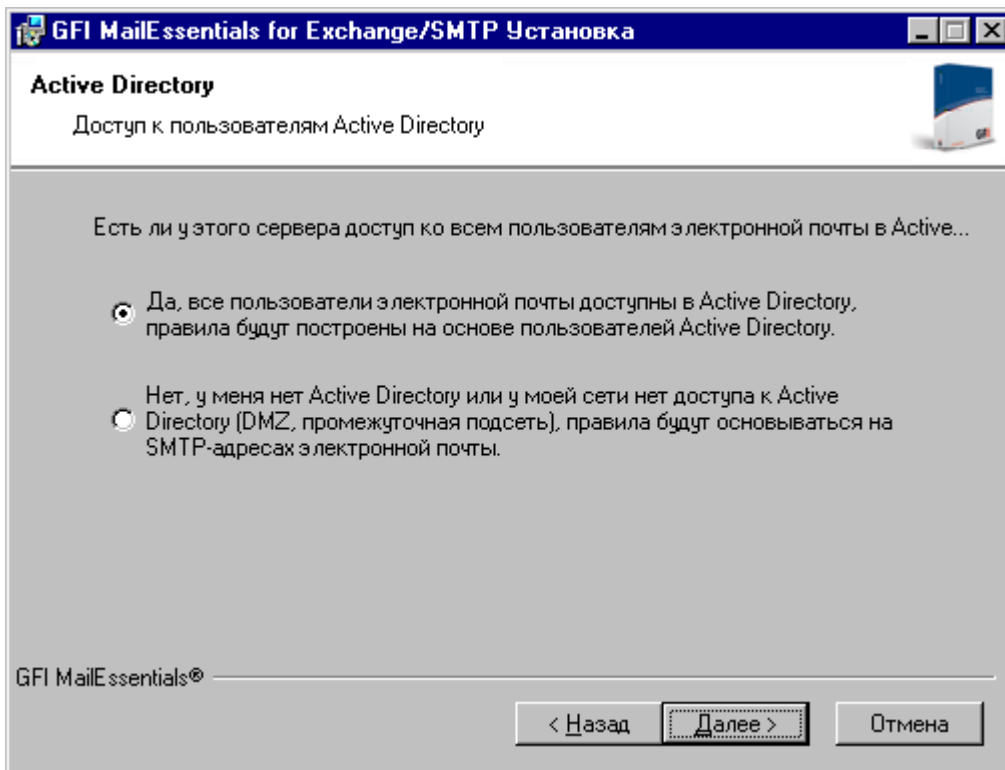 GFI MailEssentials for Exchange/SMTP Установка
Active Directory
Доступ к пользователям Active Directory
GFI
Есть ли у этого сервера доступ ко всем пользователям электронной почты в Active...
Да, все пользователи электронной почты доступны в Active Directory,
правила будут построены на основе пользователей Active Directory.
Нет, у меня нет Active Directory или у моей сети нет доступа к Active
Directory (DMZ, промежуточная подсеть), правила будут основываться на
SMTP-адресах электронной почты.
GFI MailEssentials®
< Назад
Далее >
Отмена